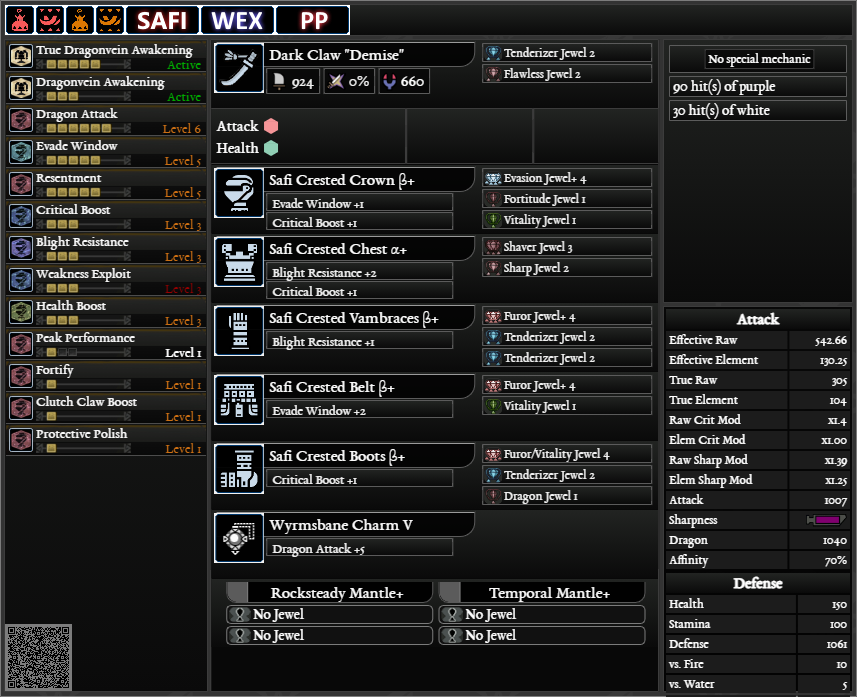 SAFI WEX PP
True Dragonvein Awakening
Active
Dragonvein Awakening
Active
Dragon Attack
Level 6
Evade Window
Level 5
Resentment
Level 5
Critical Boost
Level 3
Blight Resistance
Level 3
Weakness Exploit
Level 3
Health Boost
Level 3
Peak Performance
Level 1
Fortify
Level 1
Clutch Claw Boost
Level 1
Protective Polish
Level 1
Dark Claw "Demise"
924 0% 660
Tenderizer Jewel 2
Flawless Jewel 2
Attack
Health
Safi Crested Crown β+
Evade Window +1
Critical Boost +1
Evasion Jewel+ 4
Fortitude Jewel 1
Vitality Jewel 1
Safi Crested Chest α+
Blight Resistance +2
Critical Boost +1
Shaver Jewel 3
Sharp Jewel 2
Safi Crested Vambraces β+
Blight Resistance +1
Furor Jewel+ 4
Tenderizer Jewel 2
Tenderizer Jewel 2
Safi Crested Belt β+
Evade Window +2
Furor Jewel+ 4
Vitality Jewel 1
Safi Crested Boots β+
Critical Boost +1
Furor/Vitality Jewel 4
Tenderizer Jewel 2
Dragon Jewel 1
Wyrmsbane Charm V
Dragon Attack +5
Rocksteady Mantle+
No Jewel
No Jewel
Temporal Mantle+
No Jewel
No Jewel
No special mechanic
90 hit(s) of purple
30 hit(s) of white
Attack
Effective Raw 542.66
Effective Element 130.25
True Raw 305
True Element 104
Raw Crit Mod x1.4
Elem Crit Mod x1.00
Raw Sharp Mod x1.39
Elem Sharp Mod x1.25
Attack 1007
Sharpness
Dragon 1040
Affinity 70%
Defense
Health 150
Stamina 100
Defense 1061
vs. Fire 10
vs. Water 5